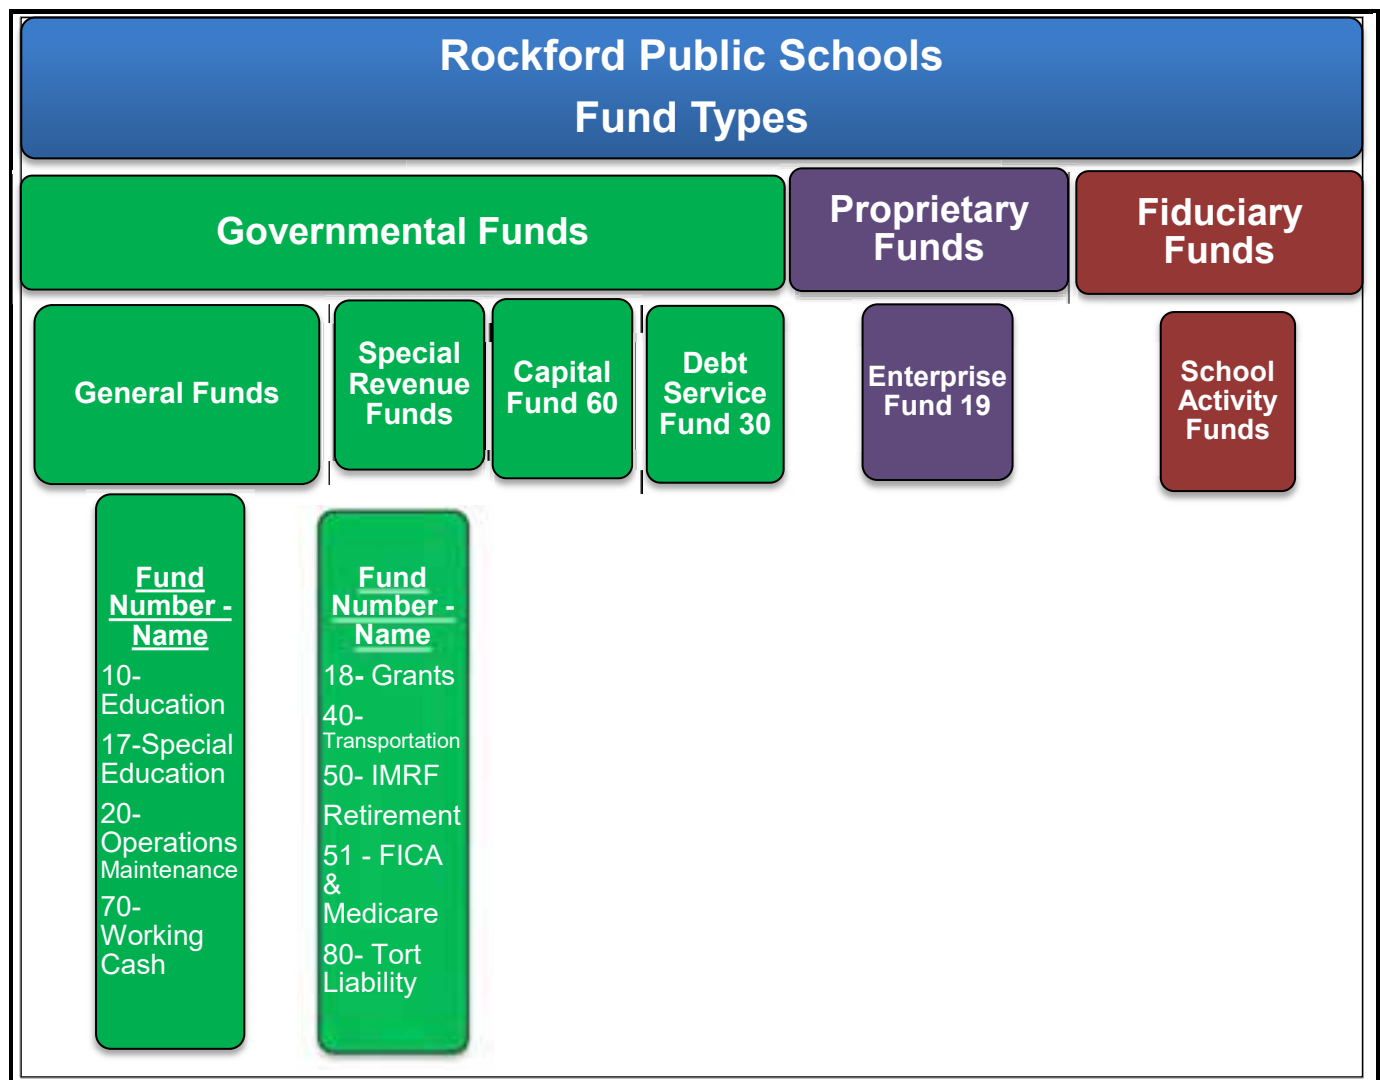 Rockford Public Schools
Fund Types
Governmental Funds
Proprietary
Funds
Fiduciary
Funds
General Funds
Special
Revenue
Funds
Capital
Fund 60
Debt
Service
Fund 30
Enterprise
Fund 19
School
Activity
Funds
Fund
Number -
Name
10-
Education
17-Special
Education
20-
Operations
Maintenance
70-
Working
Cash
Fund
Number -
Name
18- Grants
40-
Transportation
50- IMRF
Retirement
51 - FICA
&
Medicare
80- Tort
Liability